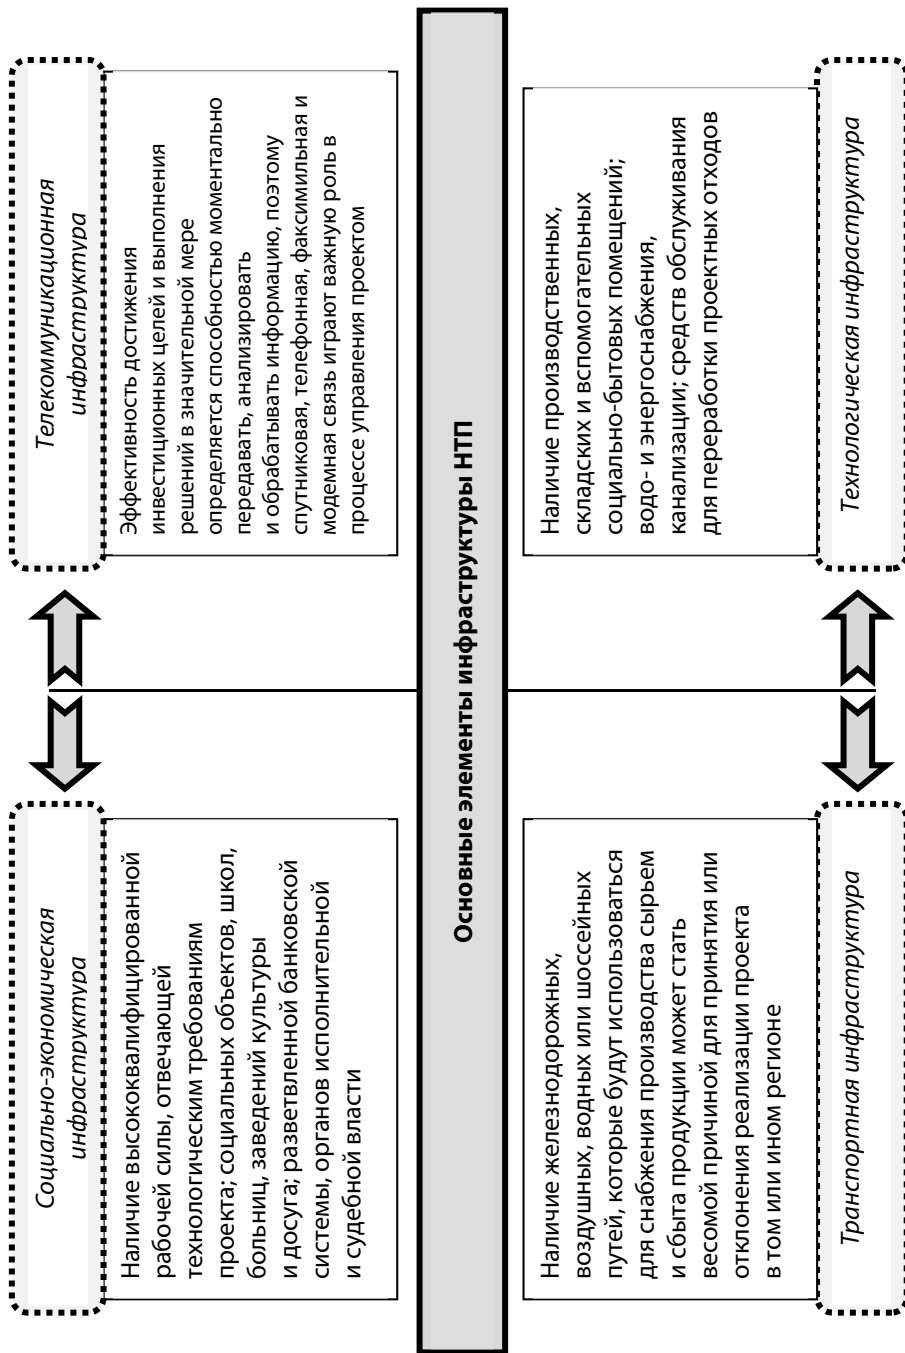 Социально-экономическая
инфраструктура
Наличие высококвалифицированной
рабочей силы, отвечающей
технологическим требованиям
проекта; социальных объектов, школ,
больниц, заведений культуры
и досуга; разветвленной банковской
системы, органов исполнительной
и судебной власти
Телекоммуникационная
инфраструктура
Эффективность достижения
инвестиционных целей и выполнения
решений в значительной мере
определяется способностью моментально
передавать, анализировать
и обрабатывать информацию, поэтому
спутниковая, телефонная, факсимильная и
модемная связь играют важную роль в
процессе управления проектом
Основные элементы инфраструктуры НТП
Наличие железнодорожных,
воздушных, водных или шоссейных
путей, которые будут использоваться
для снабжения производства сырьем
и сбыта продукции может стать
весомой причиной для принятия или
отклонения реализации проекта
в том или ином регионе
Транспортная инфраструктура
Наличие производственных,
складских и вспомогательных
социально-бытовых помещений;
водо- и энергоснабжения,
канализации; средств обслуживания
для переработки проектных отходов
Технологическая инфраструктура